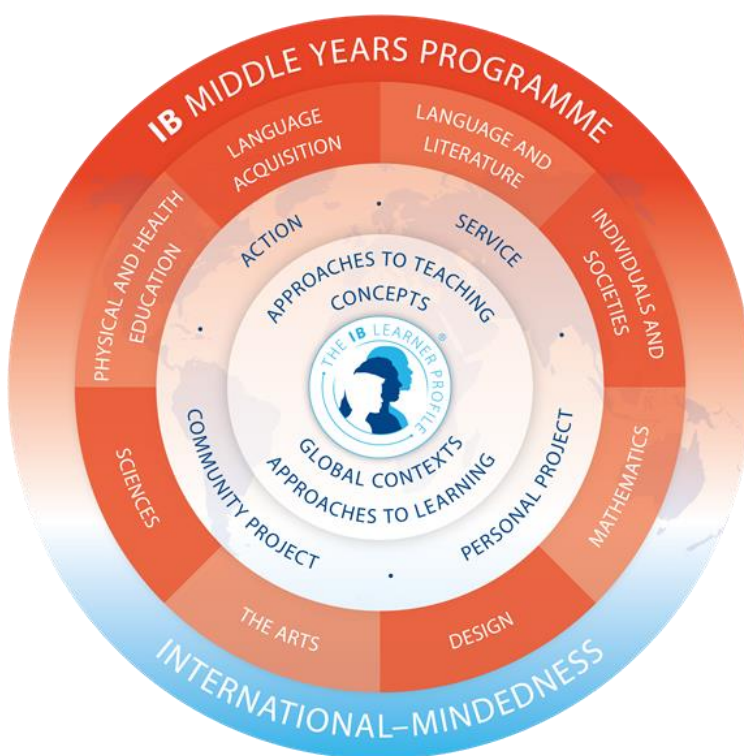 IB MIDDLE YEARS PROGRAMME
LANGUAGE
ACQUISITION
LANGUAGE AND
LITERATURE
INDIVIDUALS AND
SOCIETIES
MATHEMATICS
DESIGN
THE ARTS
SCIENCES
PHYSICAL AND HEALTH
EDUCATION
ACTION
SERVICE
PERSONAL PROJECT
COMMUNITY PROJECT
APPROACHES TO TEACHING
CONCEPTS
THE IB LEARNER PROFILE ®
GLOBAL CONTEXTS
APPROACHES TO LEARNING
INTERNATIONAL–MINDEDNESS